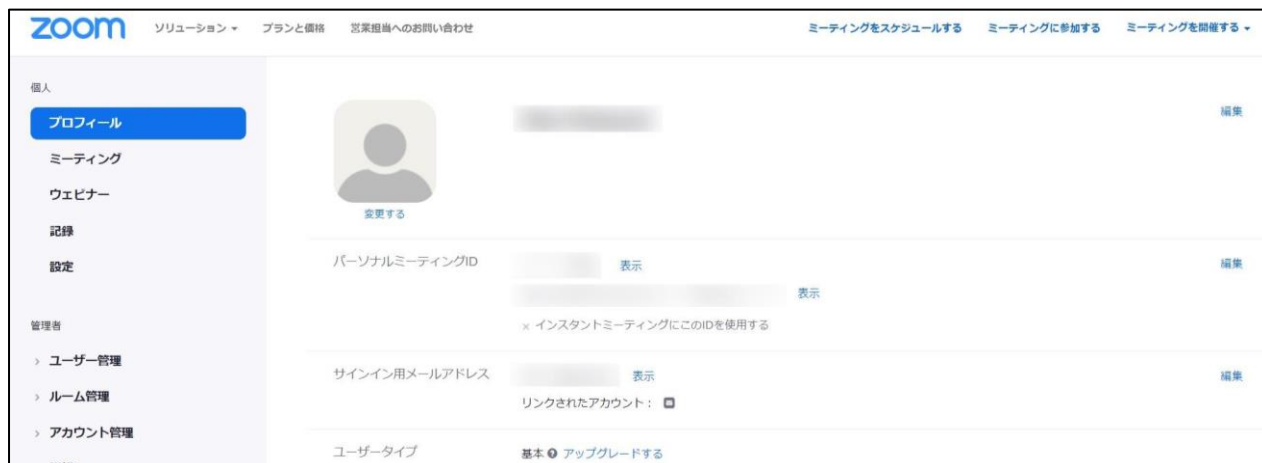 zoom ソリューション プランと価格 営業担当へのお問い合わせ ミーティングをスケジュールする ミーティングに参加する ミーティングを開催する
個人
プロフィール
編集
ミーティング
ウェビナー
変更する
記録
設定
パーソナルミーティングID 表示 編集
表示
× インスタントミーティングにこのIDを使用する
管理者
› ユーザー管理
サインイン用メールアドレス 表示 編集
› ルーム管理
リンクされたアカウント：
› アカウント管理
ユーザータイプ 基本 アップグレードする